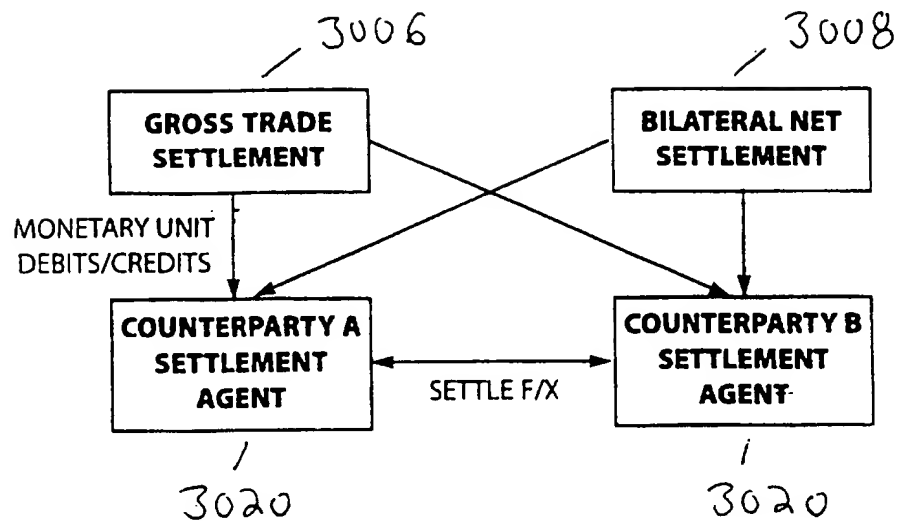 3006
3008
GROSS TRADE
SETTLEMENT
BILATERAL NET
SETTLEMENT
MONETARY UNIT
DEBITS/CREDITS
COUNTERPARTY A
SETTLEMENT
AGENT
SETTLE F/X
COUNTERPARTY B
SETTLEMENT
AGENT
3020
3020